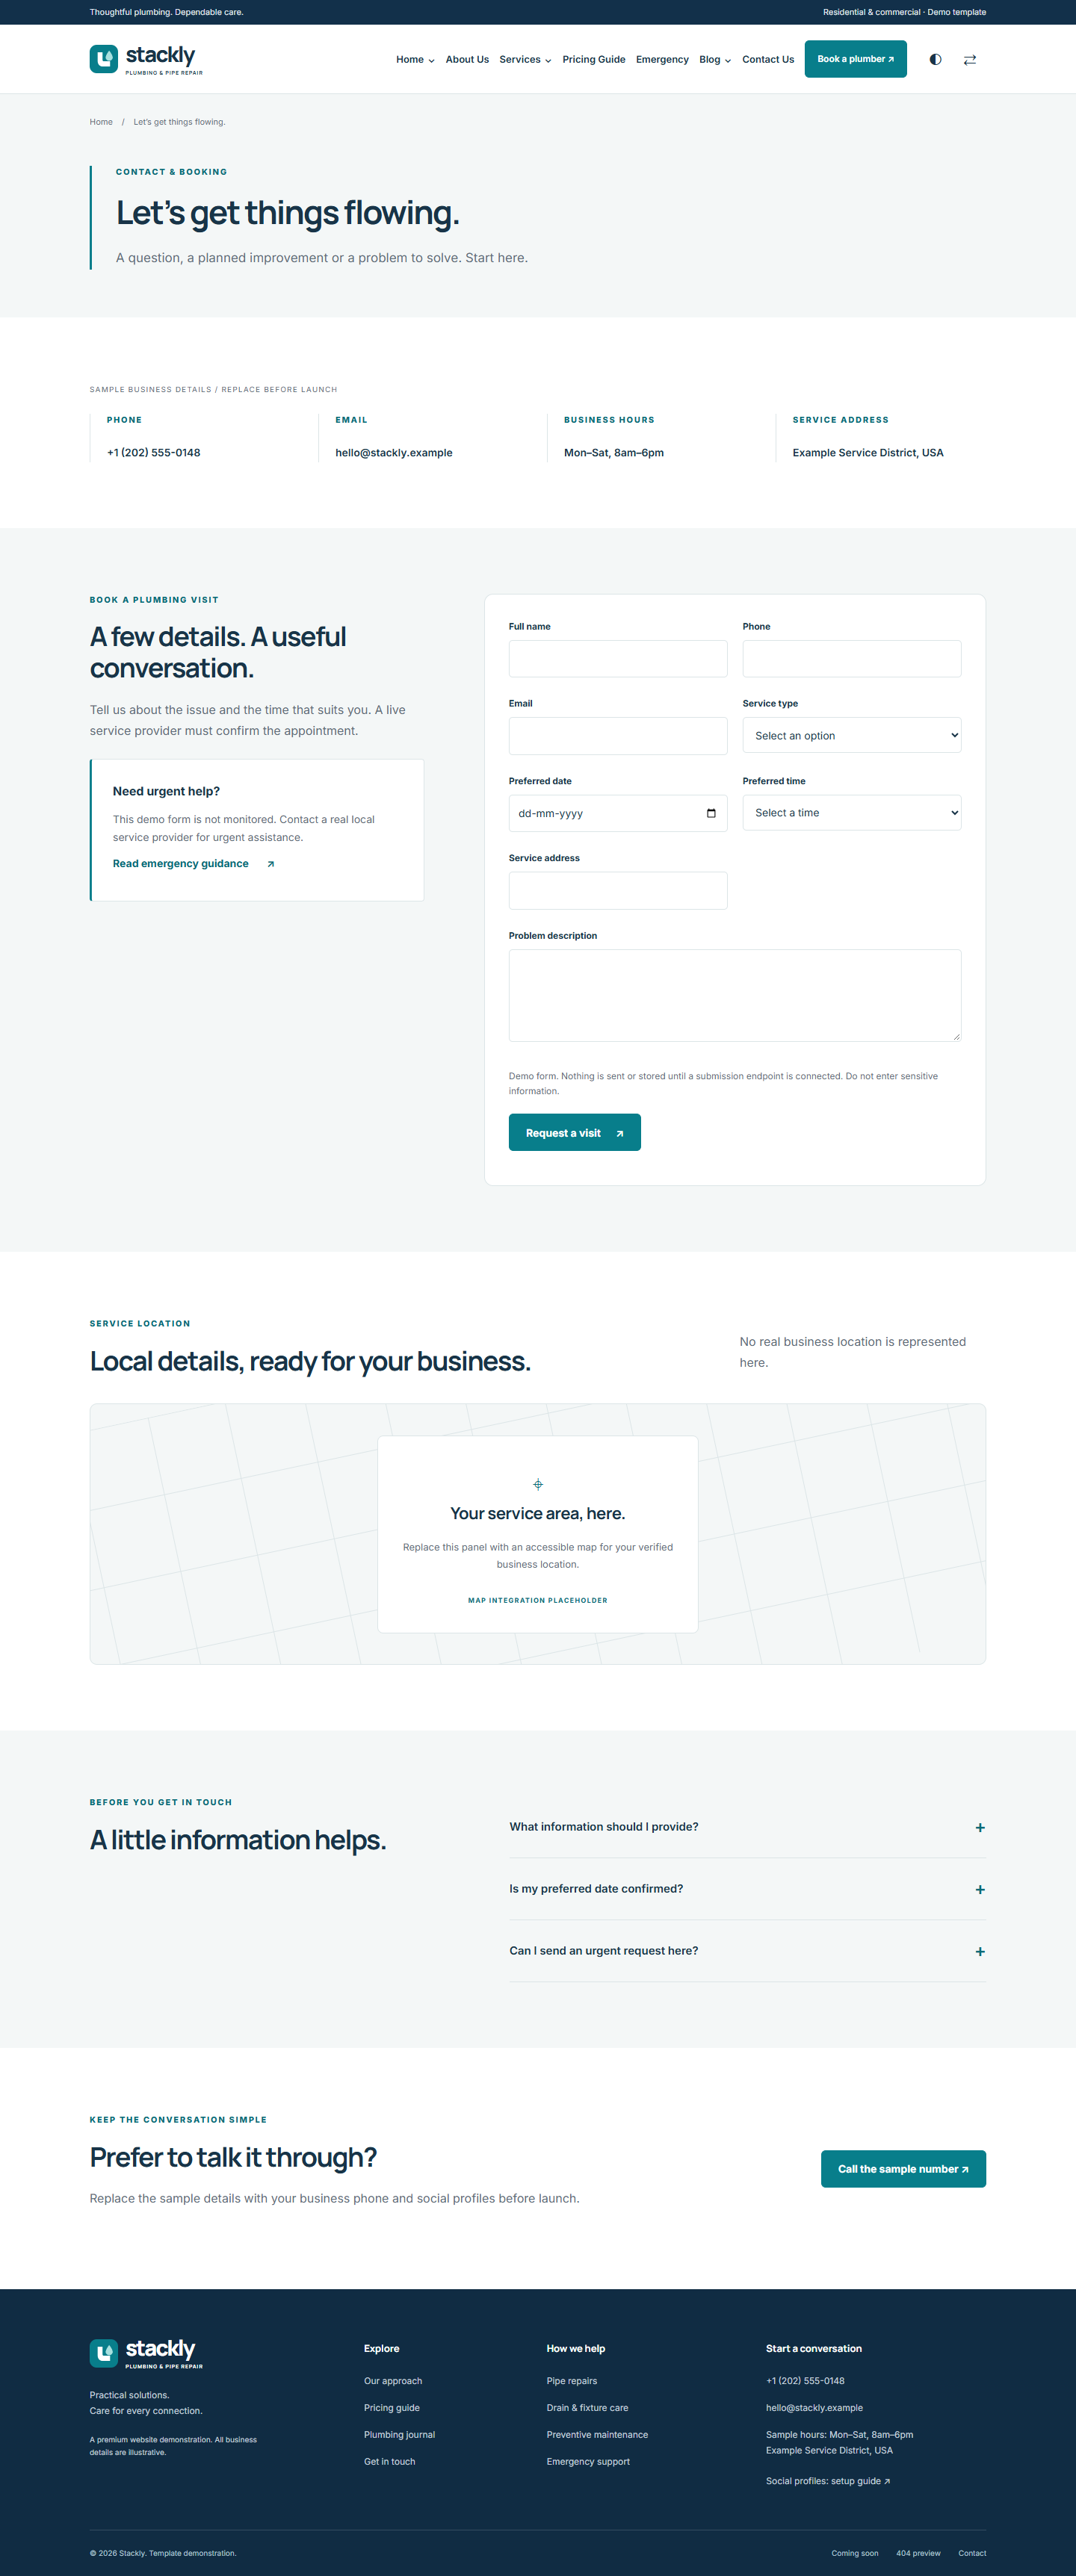 Thoughtful plumbing. Dependable care.
Residential & commercial · Demo template
stackly
PLUMBING & PIPE REPAIR
Home
About Us
Services
Pricing Guide
Emergency
Blog
Contact Us
Book a plumber ↗
Home / Let's get things flowing.
CONTACT & BOOKING
Let's get things flowing.
A question, a planned improvement or a problem to solve. Start here.
SAMPLE BUSINESS DETAILS / REPLACE BEFORE LAUNCH
PHONE
+1 (202) 555-0148
EMAIL
hello@stackly.example
BUSINESS HOURS
Mon–Sat, 8am–6pm
SERVICE ADDRESS
Example Service District, USA
BOOK A PLUMBING VISIT
A few details. A useful
conversation.
Tell us about the issue and the time that suits you. A live
service provider must confirm the appointment.
Need urgent help?
This demo form is not monitored. Contact a real local
service provider for urgent assistance.
Read emergency guidance ↗
Full name
Phone
Email
Service type
Select an option
Preferred date
dd-mm-yyyy
Preferred time
Select a time
Service address
Problem description
Demo form. Nothing is sent or stored until a submission endpoint is connected. Do not enter sensitive
information.
Request a visit ↗
SERVICE LOCATION
Local details, ready for your business.
No real business location is represented
here.
Your service area, here.
Replace this panel with an accessible map for your verified
business location.
MAP INTEGRATION PLACEHOLDER
BEFORE YOU GET IN TOUCH
A little information helps.
What information should I provide? +
Is my preferred date confirmed? +
Can I send an urgent request here? +
KEEP THE CONVERSATION SIMPLE
Prefer to talk it through?
Replace the sample details with your business phone and social profiles before launch.
Call the sample number ↗
stackly
PLUMBING & PIPE REPAIR
Practical solutions.
Care for every connection.
A premium website demonstration. All business
details are illustrative.
Explore
Our approach
Pricing guide
Plumbing journal
Get in touch
How we help
Pipe repairs
Drain & fixture care
Preventive maintenance
Emergency support
Start a conversation
+1 (202) 555-0148
hello@stackly.example
Sample hours: Mon–Sat, 8am–6pm
Example Service District, USA
Social profiles: setup guide ↗
© 2026 Stackly. Template demonstration.
Coming soon
404 preview
Contact